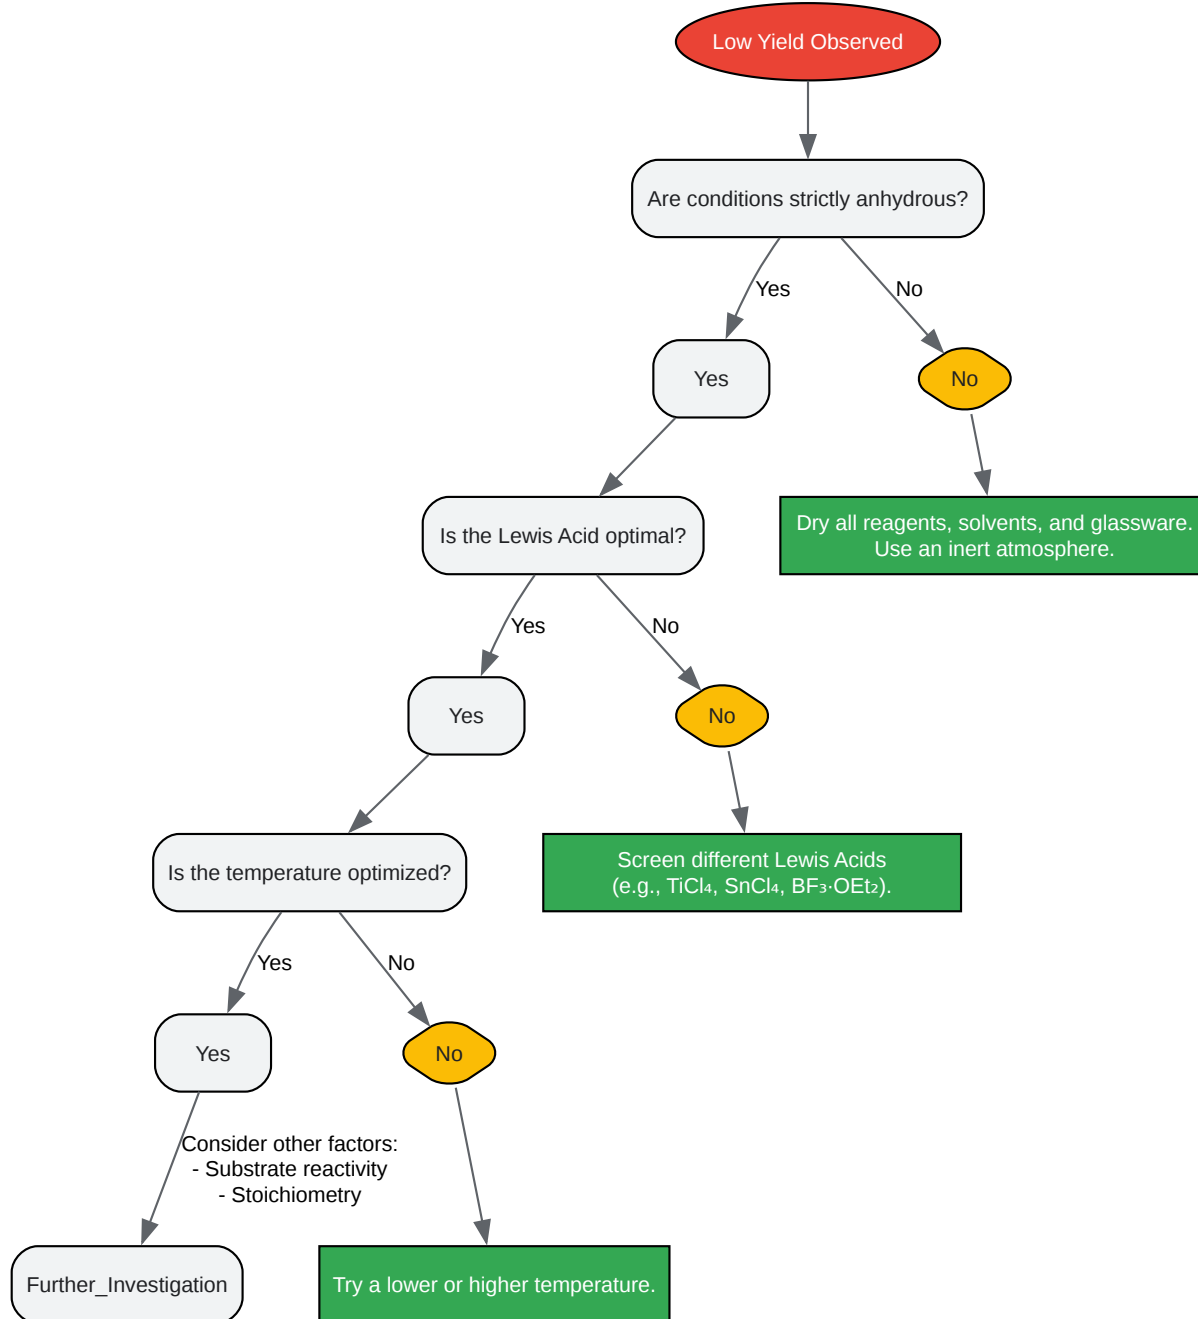 Low Yield Observed
Are conditions strictly anhydrous?
Yes
No
Yes
No
Dry all reagents, solvents, and glassware.
Use an inert atmosphere.
Is the Lewis Acid optimal?
Yes
No
Yes
No
Screen different Lewis Acids
(e.g., TiCl₄, SnCl₄, BF₃·OEt₂).
Is the temperature optimized?
Yes
No
Yes
No
Consider other factors:
- Substrate reactivity
- Stoichiometry
Further_Investigation
Try a lower or higher temperature.